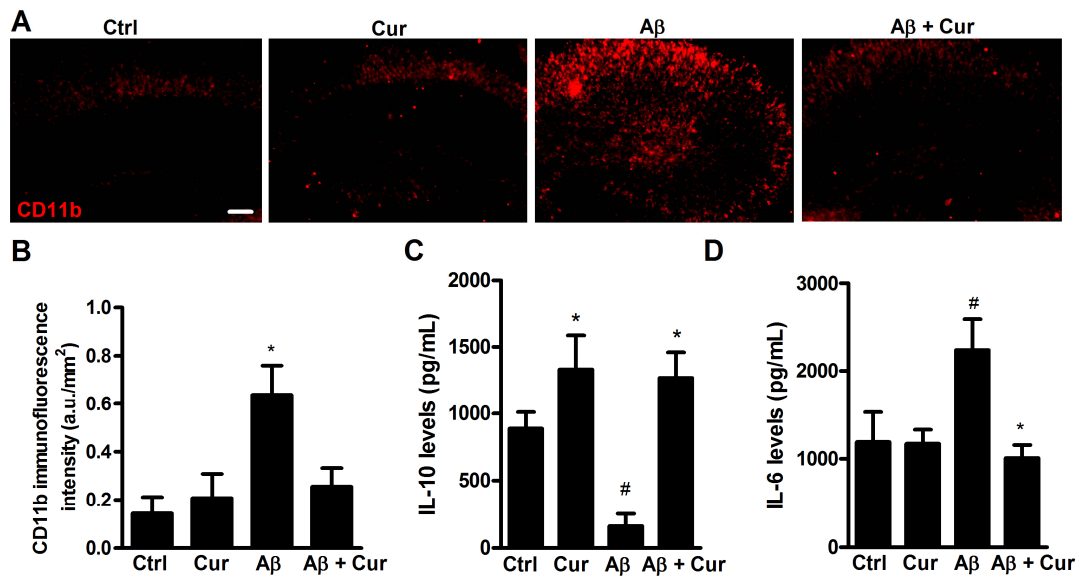 A
Ctrl Cur Aβ Aβ + Cur
CD11b
B
CD11b immunofluorescence
intensity (a.u./mm²)
1.0
0.8
0.6
0.4
0.2
0.0
*
Ctrl Cur Aβ Aβ + Cur
C
IL-10 levels (pg/mL)
2000
1500
1000
500
0
* # *
Ctrl Cur Aβ Aβ + Cur
D
IL-6 levels (pg/mL)
3000
2000
1000
0
# *
Ctrl Cur Aβ Aβ + Cur